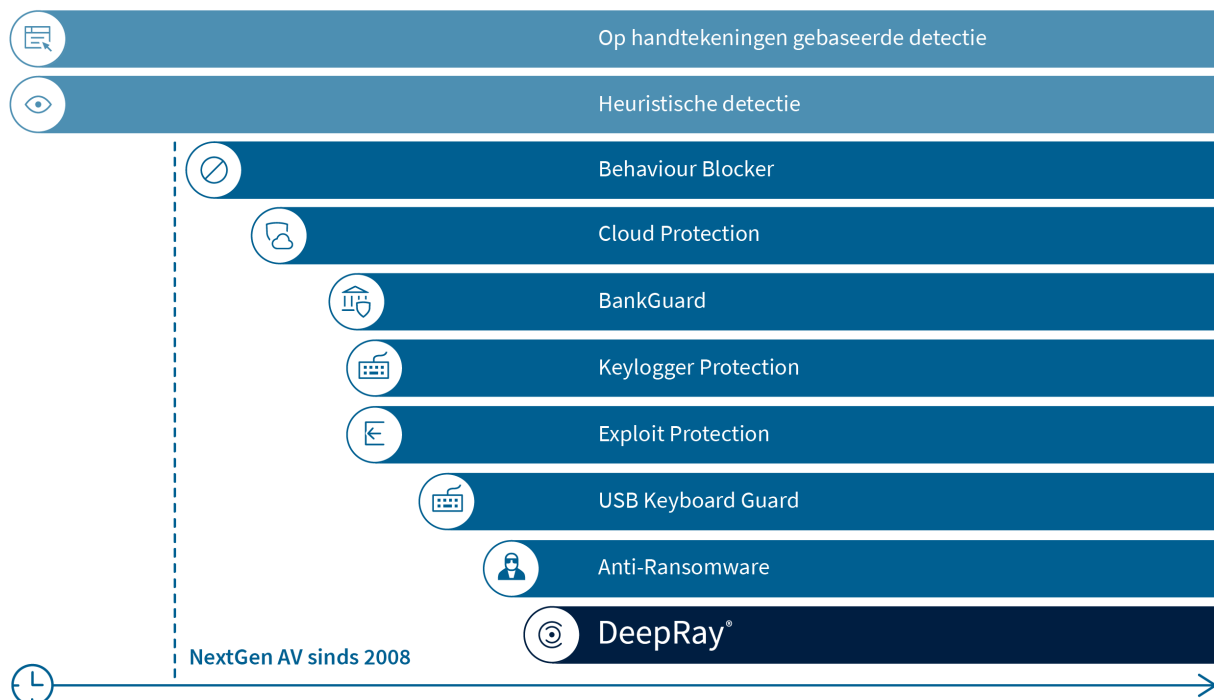 Op handtekeningen gebaseerde detectie
Heuristische detectie
Behaviour Blocker
Cloud Protection
BankGuard
Keylogger Protection
Exploit Protection
USB Keyboard Guard
Anti-Ransomware
DeepRay®
NextGen AV sinds 2008